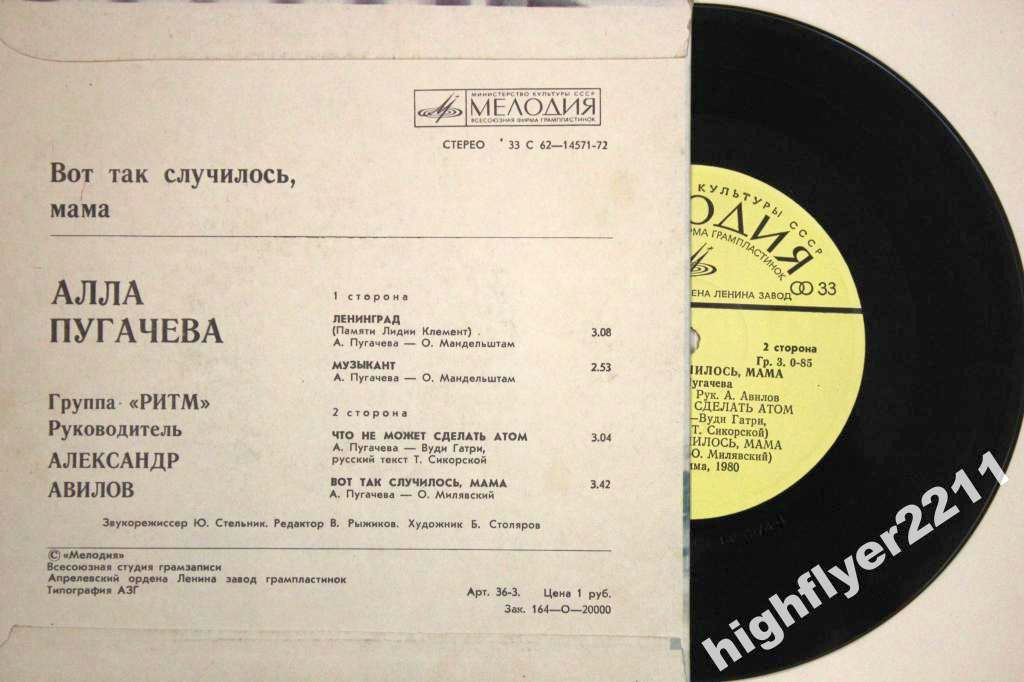 МИНИСТЕРСТВО КУЛЬТУРЫ СССР
МЕЛОДИЯ
ВСЕСОЮЗНАЯ ФИРМА ГРАМПЛАСТИНОК
СТЕРЕО 33 С 62—14571-72
Вот так случилось,
мама
АЛЛА
ПУГАЧЕВА
Группа «РИТМ»
Руководитель
АЛЕКСАНДР
АВИЛОВ
1 сторона
ЛЕНИНГРАД
(Памяти Лидии Клемент) 3.08
А. Пугачева — О. Мандельштам
МУЗЫКАНТ 2.53
А. Пугачева — О. Мандельштам
2 сторона
ЧТО НЕ МОЖЕТ СДЕЛАТЬ АТОМ 3.04
А. Пугачева — Вуди Гатри,
русский текст Т. Сикорской
ВОТ ТАК СЛУЧИЛОСЬ, МАМА 3.42
А. Пугачева — О. Милявский
Звукорежиссер Ю. Стельник. Редактор В. Рыжиков. Художник Б. Столяров
© «Мелодия»
Всесоюзная студия грамзаписи
Апрелевский ордена Ленина завод грампластинок
Типография АЗГ
Арт. 36-3. Цена 1 руб.
Зак. 164—О—20000
КУЛЬТУРЫ СССР
ОДИЯ
РМА ГРАМПЛАСТИНОК
ЕНА ЛЕНИНА ЗАВОД 33
2 сторона
Гр. 3. 0-85
ЧИЛОСЬ, МАМА
Пугачева
Рук. А. Авилов
СДЕЛАТЬ АТОМ
—Вуди Гатри,
Т. Сикорской)
ЧИЛОСЬ, МАМА
О. Милявский)
има, 1980
highflyer2211